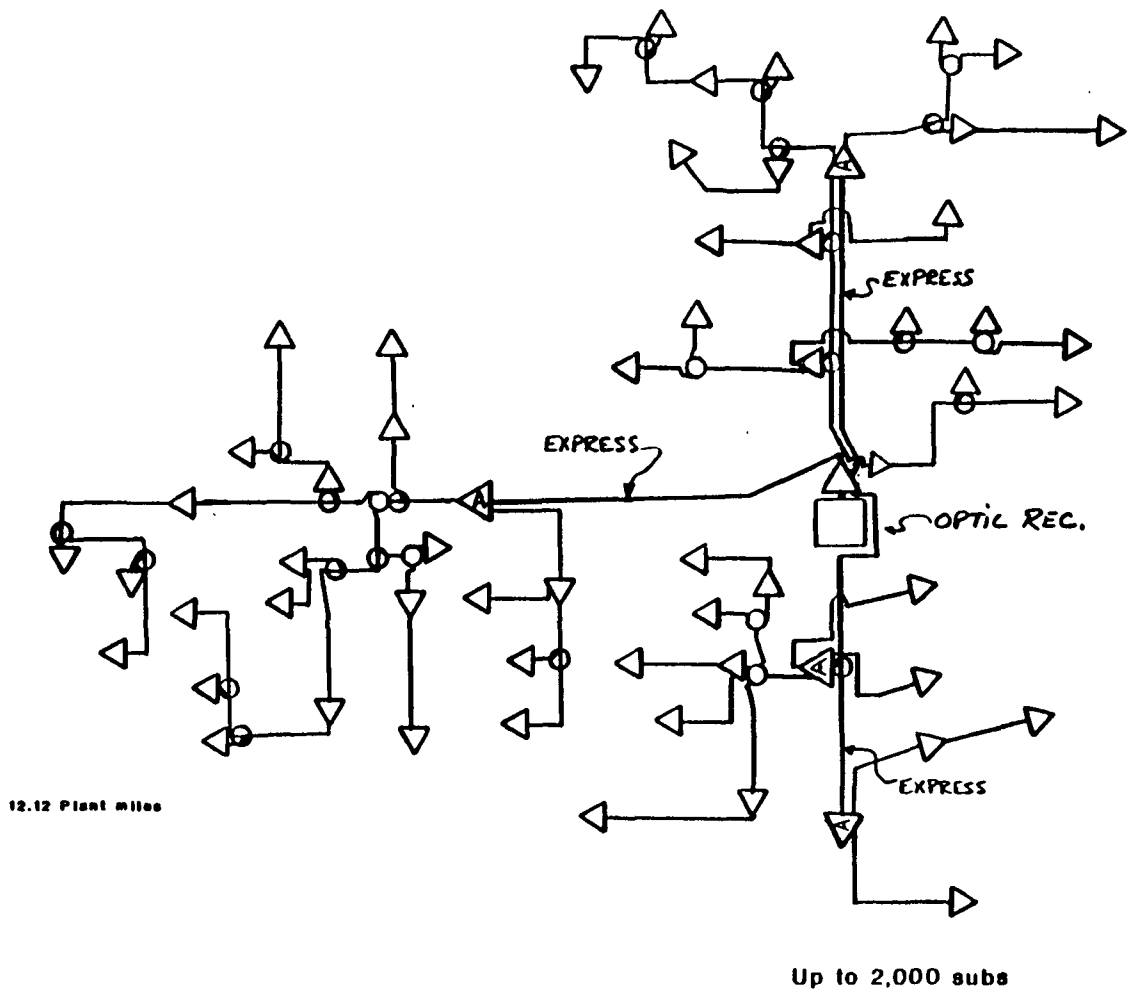 A
EXPRESS
EXPRESS
A
OPTIC REC.
A
EXPRESS
12.12 Plant miles
A
Up to 2,000 subs